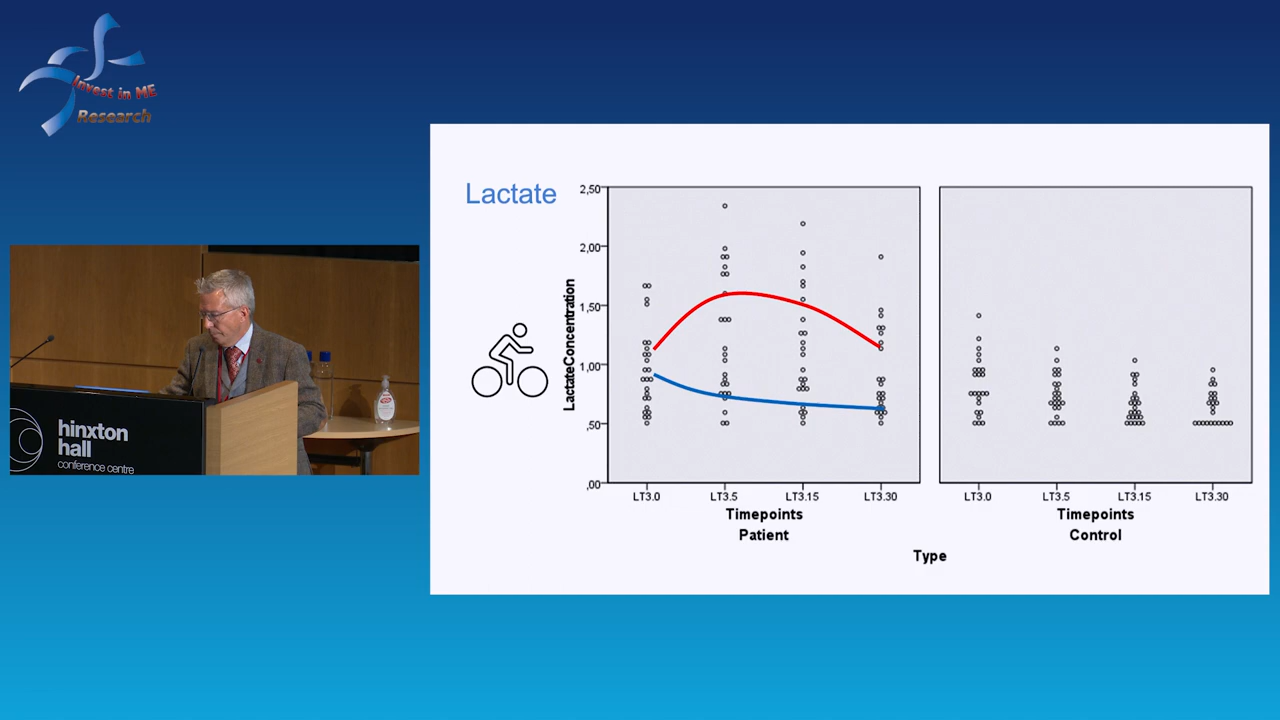 Invest in ME
Research
hinxton
hall
conference centre
Lactate
LactateConcentration
2,50
2,00
1,50
1,00
,50
,00
LT3.0 LT3.5 LT3.15 LT3.30
Timepoints
Patient
LT3.0 LT3.5 LT3.15 LT3.30
Timepoints
Control
Type